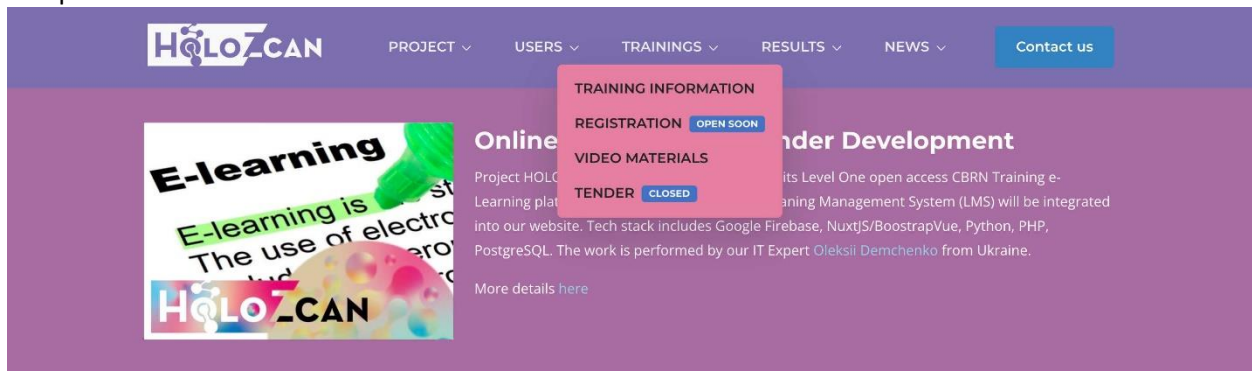 HOLOZCAN
PROJECT
USERS
TRAININGS
RESULTS
NEWS
Contact us
TRAINING INFORMATION
REGISTRATION OPEN SOON
VIDEO MATERIALS
TENDER CLOSED
E-learning
E-learning is
The use of electro
HOLOZCAN
Online nder Development
Project HOLO its Level One open access CBRN Training e-
Learning plat aning Management System (LMS) will be integrated
into our website. Tech stack includes Google Firebase, NuxtJS/BoostrapVue, Python, PHP,
PostgreSQL. The work is performed by our IT Expert Oleksii Demchenko from Ukraine.
More details here